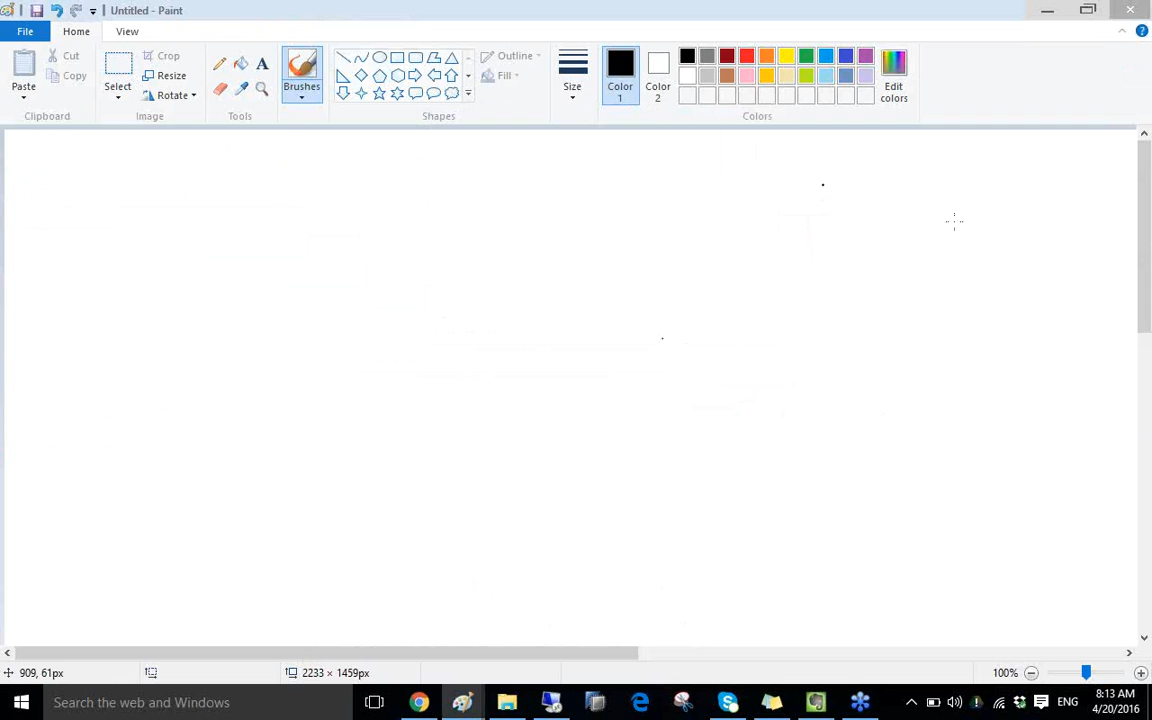 Untitled - Paint
File Home View
Paste
Cut
Copy
Clipboard
Select
Crop
Resize
Rotate
Image
A
Tools
Brushes
Shapes
Outline
Fill
Size
Color 1
Color 2
Edit colors
Colors
909, 61px
2233 × 1459px
100%
Search the web and Windows
ENG
8:13 AM
4/20/2016